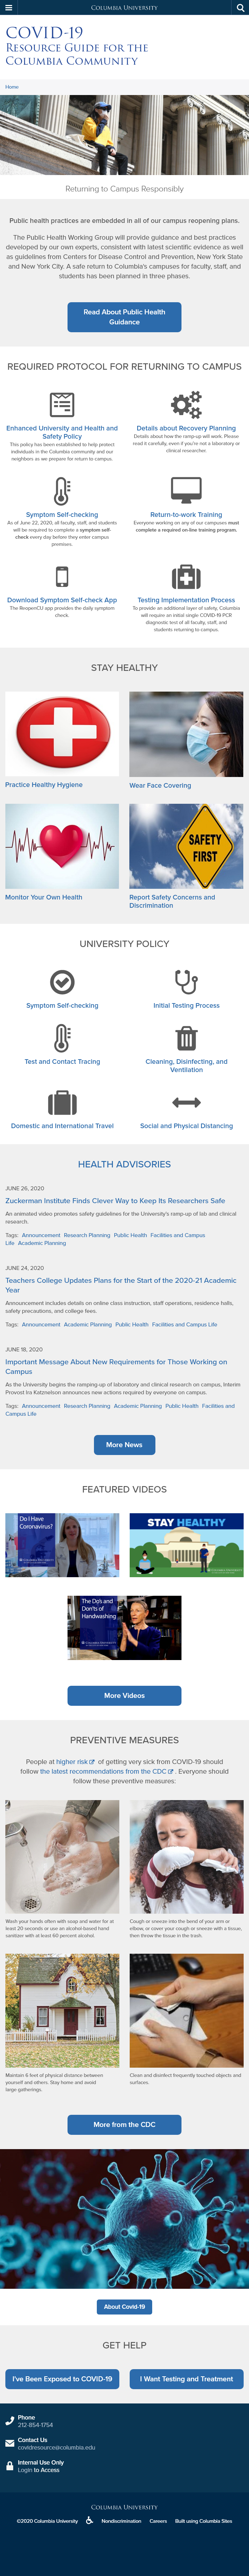 COLUMBIA UNIVERSITY
COVID-19
RESOURCE GUIDE FOR THE
COLUMBIA COMMUNITY
Home
Returning to Campus Responsibly
Public health practices are embedded in all of our campus reopening plans.
The Public Health Working Group will provide guidance and best practices
developed by our own experts, consistent with latest scientific evidence as well
as guidelines from Centers for Disease Control and Prevention, New York State
and New York City. A safe return to Columbia's campuses for faculty, staff, and
students has been planned in three phases.
Read About Public Health
Guidance
REQUIRED PROTOCOL FOR RETURNING TO CAMPUS
Enhanced University and Health and
Safety Policy
This policy has been established to help protect
individuals in the Columbia community and our
neighbors as we prepare for return to campus.
Details about Recovery Planning
Details about how the ramp-up will work. Please
read it carefully, even if you're not a laboratory or
clinical researcher.
Symptom Self-checking
As of June 22, 2020, all faculty, staff, and students
will be required to complete a symptom self-
check every day before they enter campus
premises.
Return-to-work Training
Everyone working on any of our campuses must
complete a required on-line training program.
Download Symptom Self-check App
The ReopenCU app provides the daily symptom
check.
Testing Implementation Process
To provide an additional layer of safety, Columbia
will require an initial single COVID-19 PCR
diagnostic test of all faculty, staff, and
students returning to campus.
STAY HEALTHY
Practice Healthy Hygiene
Wear Face Covering
SAFETY
FIRST
Monitor Your Own Health
Report Safety Concerns and
Discrimination
UNIVERSITY POLICY
Symptom Self-checking
Initial Testing Process
Test and Contact Tracing
Cleaning, Disinfecting, and
Ventilation
Domestic and International Travel
Social and Physical Distancing
HEALTH ADVISORIES
JUNE 26, 2020
Zuckerman Institute Finds Clever Way to Keep Its Researchers Safe
An animated video promotes safety guidelines for the University's ramp-up of lab and clinical
research.
Tags: Announcement Research Planning Public Health Facilities and Campus
Life Academic Planning
JUNE 24, 2020
Teachers College Updates Plans for the Start of the 2020-21 Academic
Year
Announcement includes details on online class instruction, staff operations, residence halls,
safety precautions, and college fees.
Tags: Announcement Academic Planning Public Health Facilities and Campus Life
JUNE 18, 2020
Important Message About New Requirements for Those Working on
Campus
As the University begins the ramping-up of laboratory and clinical research on campus, Interim
Provost Ira Katznelson announces new actions required by everyone on campus.
Tags: Announcement Research Planning Academic Planning Public Health Facilities and
Campus Life
More News
FEATURED VIDEOS
Do I Have
Coronavirus?
STAY HEALTHY
The Do's and
Don'ts of
Handwashing
More Videos
PREVENTIVE MEASURES
People at higher risk of getting very sick from COVID-19 should
follow the latest recommendations from the CDC . Everyone should
follow these preventive measures:
Wash your hands often with soap and water for at
least 20 seconds or use an alcohol-based hand
sanitizer with at least 60 percent alcohol.
Cough or sneeze into the bend of your arm or
elbow, or cover your cough or sneeze with a tissue,
then throw the tissue in the trash.
Maintain 6 feet of physical distance between
yourself and others. Stay home and avoid
large gatherings.
Clean and disinfect frequently touched objects and
surfaces.
More from the CDC
About Covid-19
GET HELP
I've Been Exposed to COVID-19
I Want Testing and Treatment
Phone
212-854-1754
Contact Us
covidresource@columbia.edu
Internal Use Only
Login to Access
COLUMBIA UNIVERSITY
©2020 Columbia University Nondiscrimination Careers Built using Columbia Sites